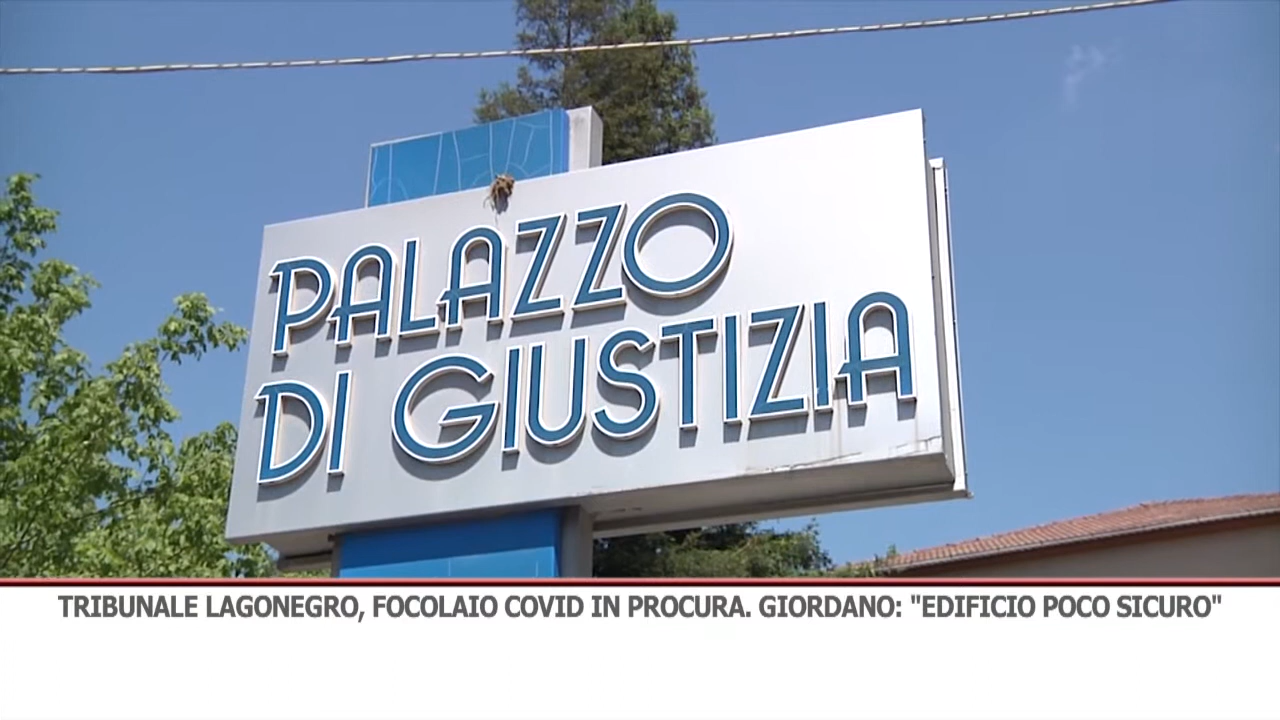 PALAZZO
DI GIUSTIZIA
TRIBUNALE LAGONEGRO, FOCOLAIO COVID IN PROCURA. GIORDANO: "EDIFICIO POCO SICURO"